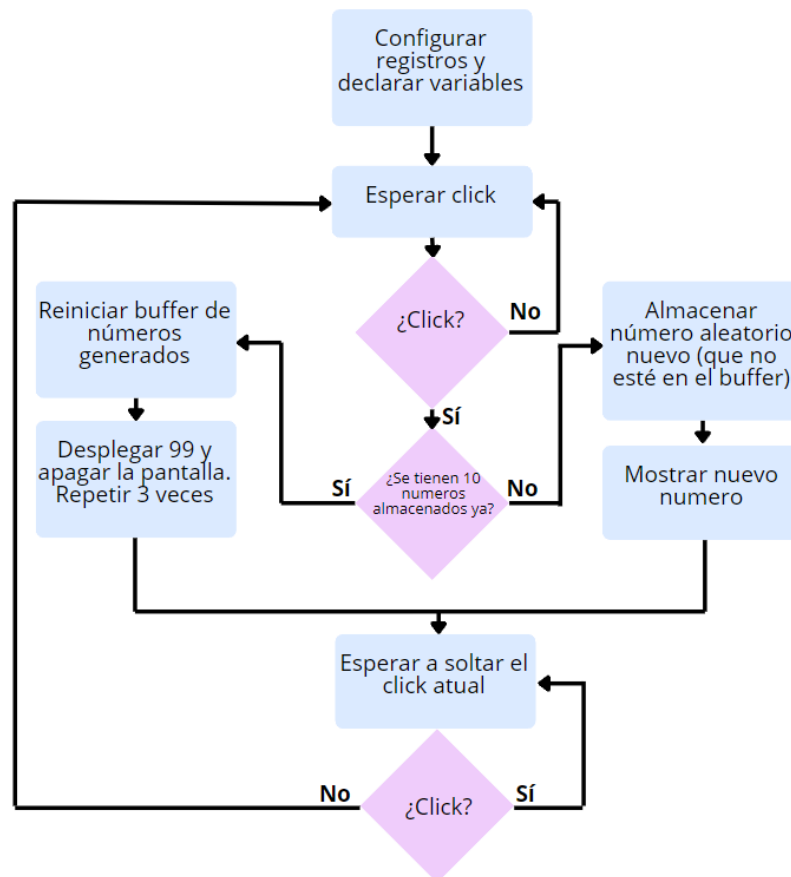 Configurar
registros y
declarar variables
Esperar click
¿Click?
No
Sí
Reiniciar buffer de
números
generados
Almacenar
número aleatorio
nuevo (que no
esté en el buffer)
Desplegar 99 y
apagar la pantalla.
Repetir 3 veces
Sí
¿Se tienen 10
numeros
almacenados ya?
No
Mostrar nuevo
numero
Esperar a soltar el
click atual
No
¿Click?
Sí